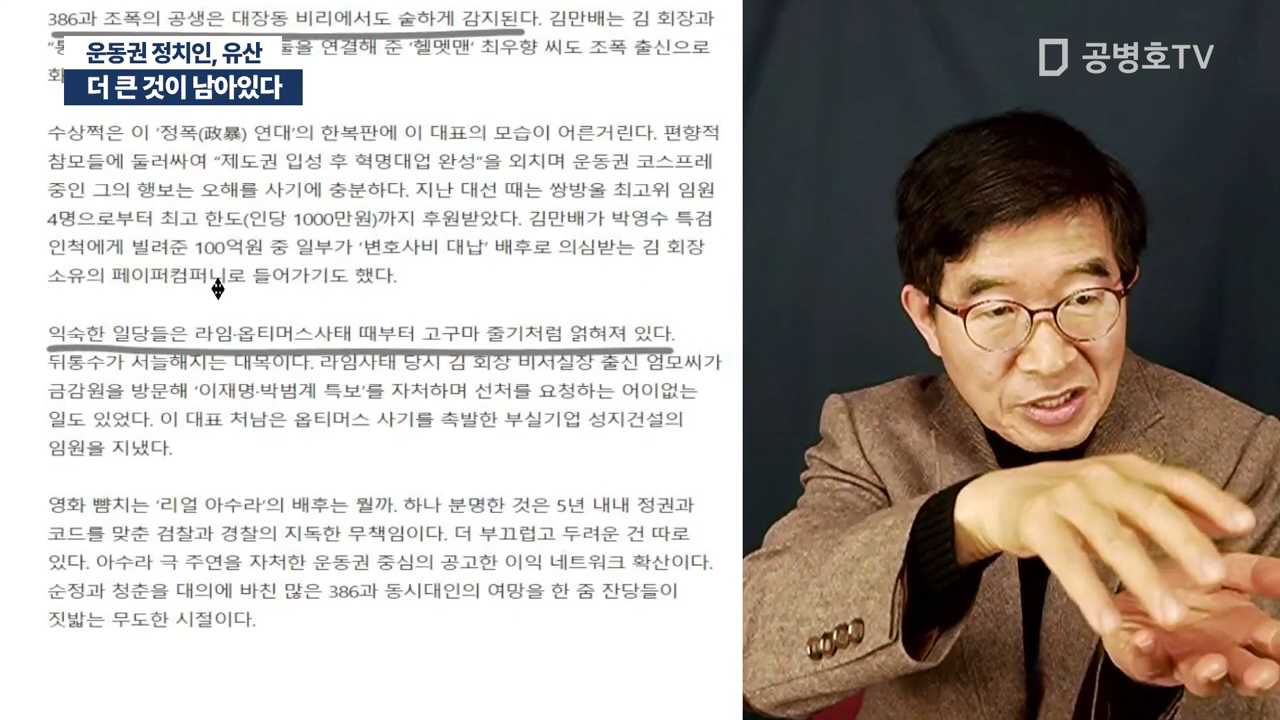 386과 조폭의 공생은 대장동 비리에서도 숱하게 감지된다. 김만배는 김 회장과
둘을 연결해 준 '헬멧맨' 최우향 씨도 조폭 출신으로
운동권 정치인, 유산
더 큰 것이 남아있다
공병호TV
수상쩍은 이 '정폭(政暴) 연대'의 한복판에 이 대표의 모습이 어른거린다. 편향적
참모들에 둘러싸여 "제도권 입성 후 혁명대업 완성"을 외치며 운동권 코스프레
중인 그의 행보는 오해를 사기에 충분하다. 지난 대선 때는 쌍방울 최고위 임원
4명으로부터 최고 한도(인당 1000만원)까지 후원받았다. 김만배가 박영수 특검
인척에게 빌려준 100억원 중 일부가 '변호사비 대납' 배후로 의심받는 김 회장
소유의 페이퍼컴퍼니로 들어가기도 했다.
익숙한 일당들은 라임·옵티머스사태 때부터 고구마 줄기처럼 얽혀져 있다.
뒤통수가 서늘해지는 대목이다. 라임사태 당시 김 회장 비서실장 출신 엄모씨가
금감원을 방문해 '이재명·박범계 특보'를 자처하며 선처를 요청하는 어이없는
일도 있었다. 이 대표 처남은 옵티머스 사기를 촉발한 부실기업 성지건설의
임원을 지냈다.
영화 뺨치는 '리얼 아수라'의 배후는 뭘까. 하나 분명한 것은 5년 내내 정권과
코드를 맞춘 검찰과 경찰의 지독한 무책임이다. 더 부끄럽고 두려운 건 따로
있다. 아수라 극 주연을 자처한 운동권 중심의 공고한 이익 네트워크 확산이다.
순정과 청춘을 대의에 바친 많은 386과 동시대인의 여망을 한 줌 잔당들이
짓밟는 무도한 시절이다.